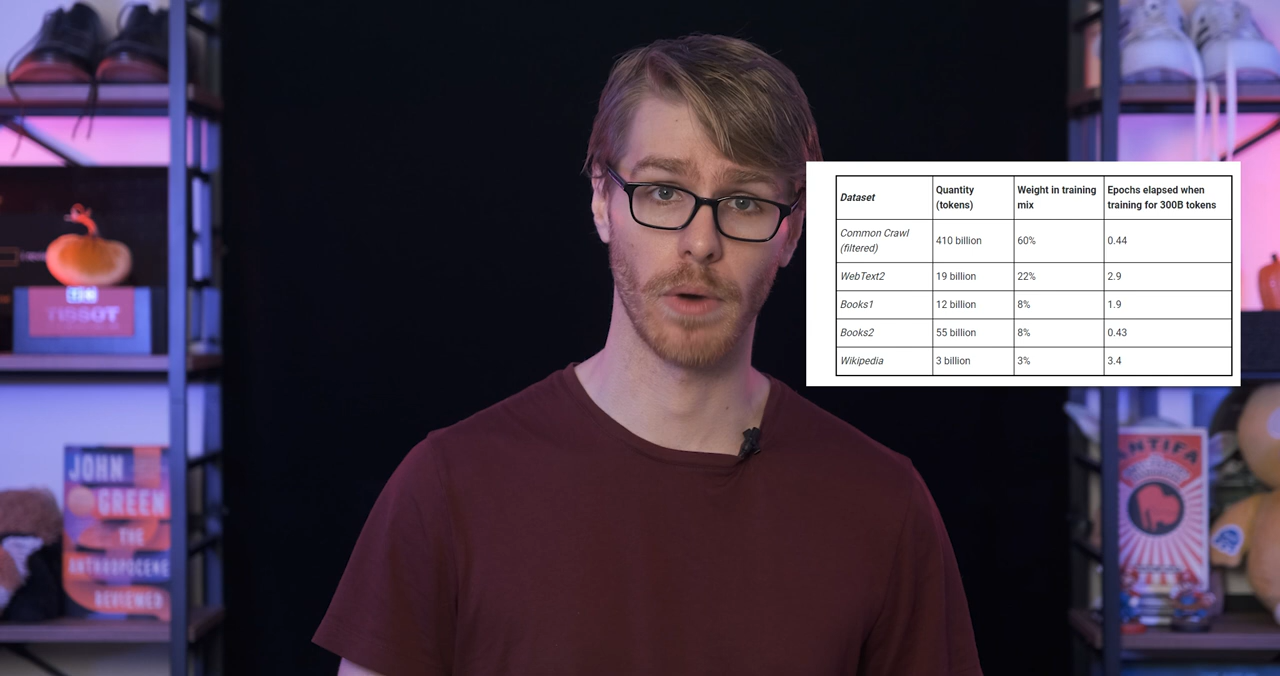 TISSOT
JOHN
GREEN
THE
ANTHROPOCENE
REVIEWED
Dataset Quantity (tokens) Weight in training mix Epochs elapsed when training for 300B tokens
Common Crawl (filtered) 410 billion 60% 0.44
WebText2 19 billion 22% 2.9
Books1 12 billion 8% 1.9
Books2 55 billion 8% 0.43
Wikipedia 3 billion 3% 3.4
ANTIFA